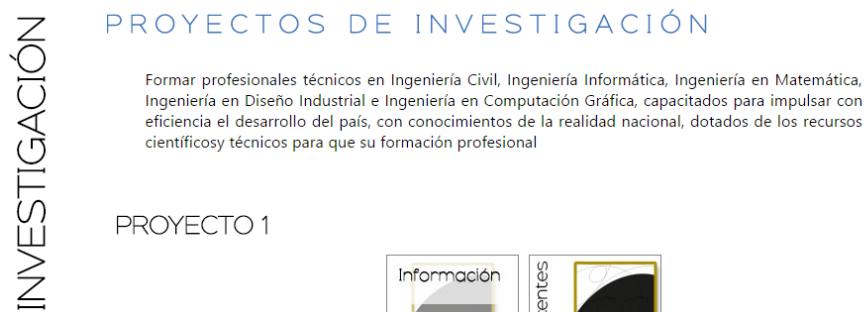 INVESTIGACIÓN
PROYECTOS DE INVESTIGACIÓN
Formar profesionales técnicos en Ingeniería Civil, Ingeniería Informática, Ingeniería en Matemática,
Ingeniería en Diseño Industrial e Ingeniería en Computación Gráfica, capacitados para impulsar con
eficiencia el desarrollo del país, con conocimientos de la realidad nacional, dotados de los recursos
científicosy técnicos para que su formación profesional
PROYECTO 1
Información